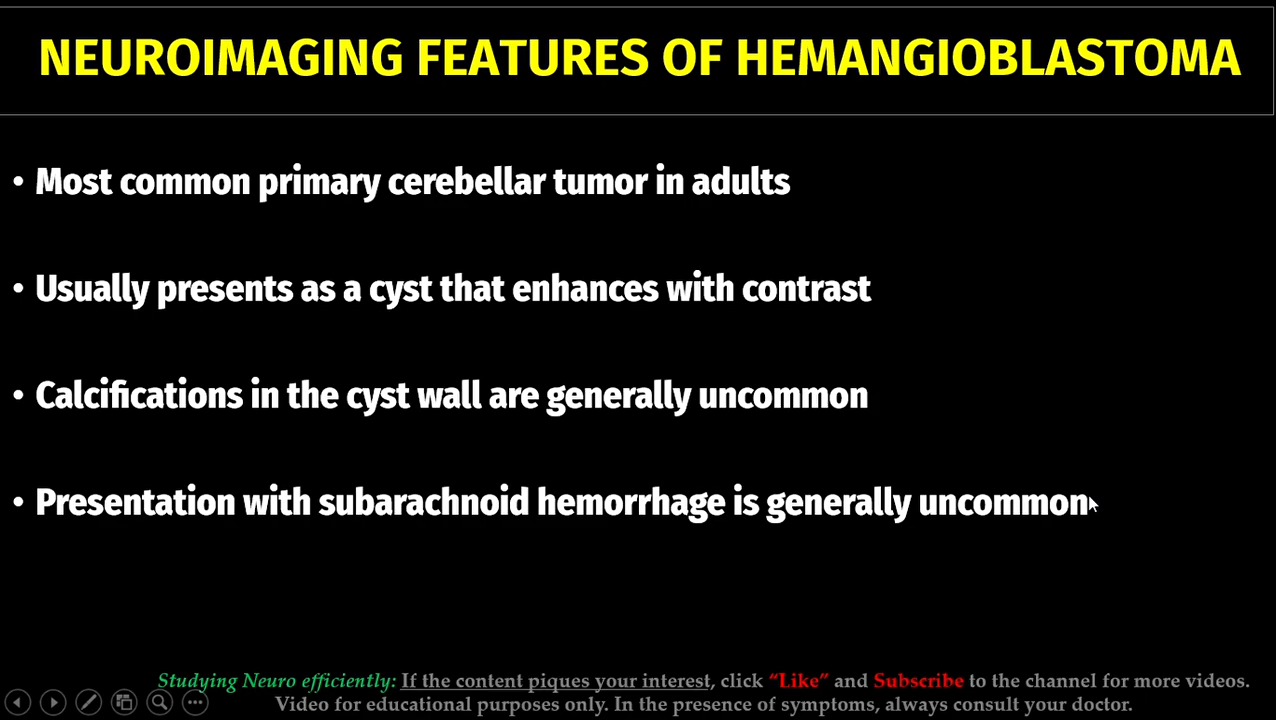 NEUROIMAGING FEATURES OF HEMANGIOBLASTOMA
• Most common primary cerebellar tumor in adults
• Usually presents as a cyst that enhances with contrast
• Calcifications in the cyst wall are generally uncommon
• Presentation with subarachnoid hemorrhage is generally uncommon
Studying Neuro efficiently: If the content piques your interest, click “Like” and Subscribe to the channel for more videos.
Video for educational purposes only. In the presence of symptoms, always consult your doctor.